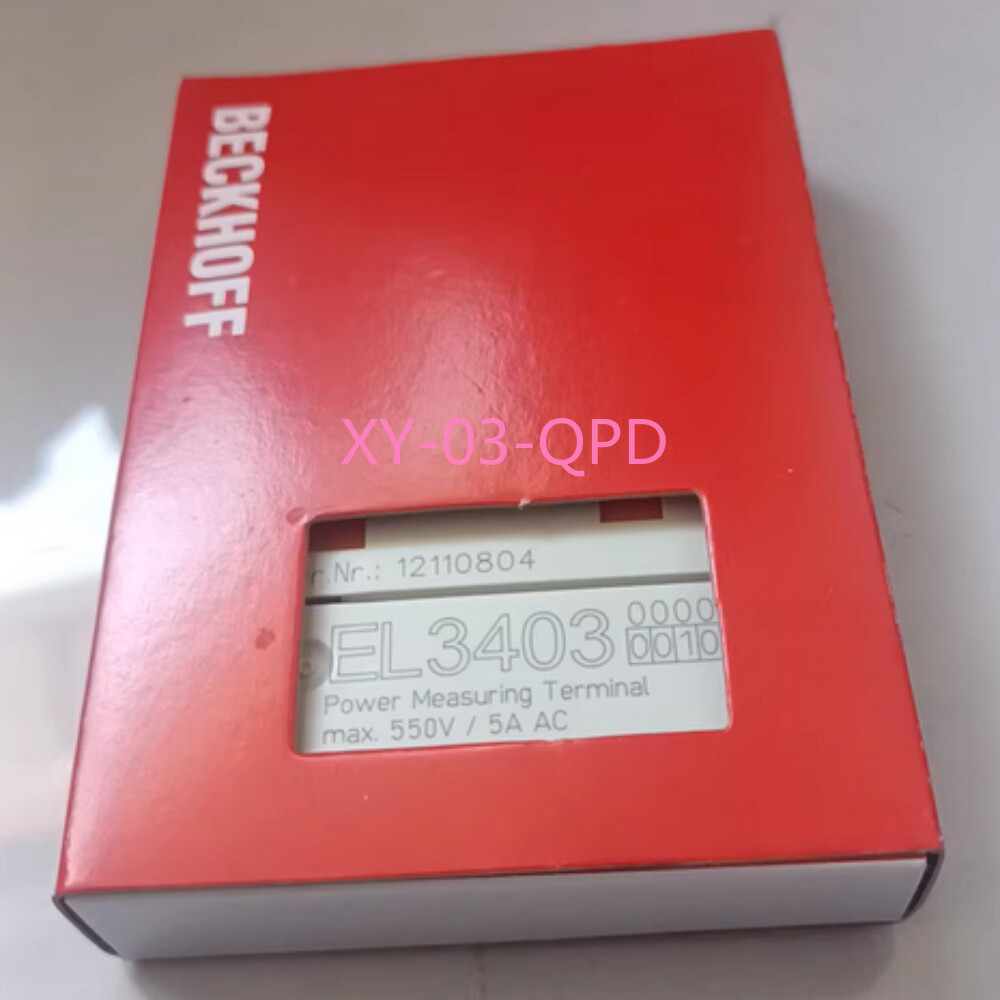 BECKHOFF
XY-03-QPD
r.Nr.: 12110804
EL3403 0000
0010
Power Measuring Terminal
max. 550V / 5A AC